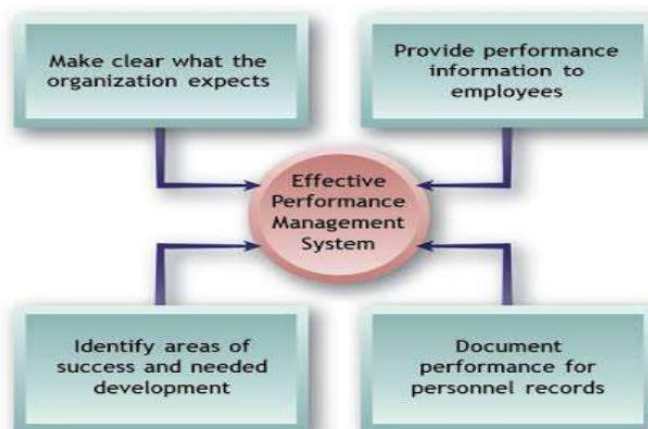 Make clear what the
organization expects
Provide performance
information to
employees
Effective
Performance
Management
System
Identify areas of
success and needed
development
Document
performance for
personnel records